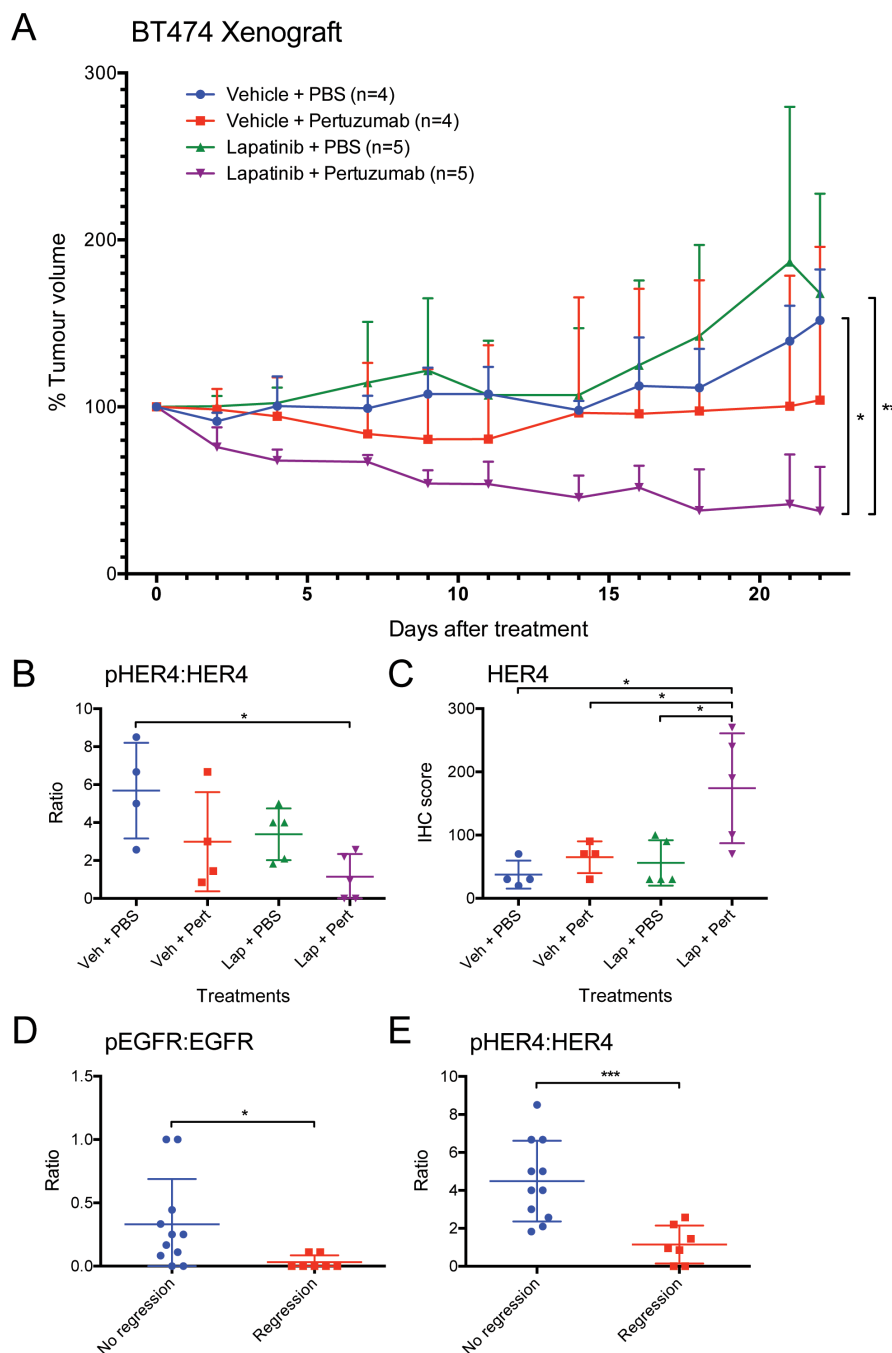 A
BT474 Xenograft
300
200
100
0
% Tumour volume
Vehicle + PBS (n=4)
Vehicle + Pertuzumab (n=4)
Lapatinib + PBS (n=5)
Lapatinib + Pertuzumab (n=5)
*
*
0 5 10 15 20
Days after treatment
B
pHER4:HER4
*
10
8
6
4
2
0
Ratio
Veh + PBS
Veh + Pert
Lap + PBS
Lap + Pert
Treatments
C
HER4
*
*
*
300
200
100
0
IHC score
Veh + PBS
Veh + Pert
Lap + PBS
Lap + Pert
Treatments
D
pEGFR:EGFR
*
1.5
1.0
0.5
0.0
Ratio
No regression
Regression
E
pHER4:HER4
***
10
8
6
4
2
0
Ratio
No regression
Regression